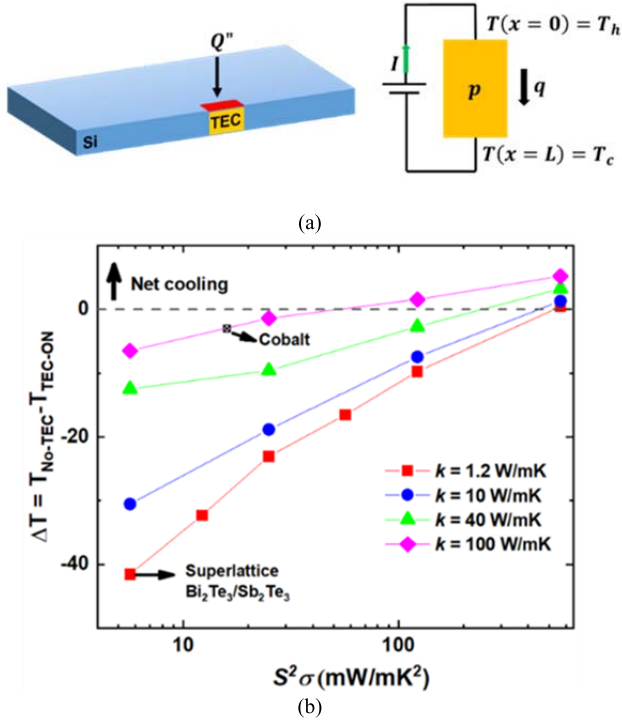 Q"
Si
TEC
I
p
q
T(x = 0) = T_h
T(x = L) = T_c
(a)
Net cooling
Cobalt
k = 1.2 W/mK
k = 10 W/mK
k = 40 W/mK
k = 100 W/mK
Superlattice
Bi₂Te₃/Sb₂Te₃
0
-20
-40
ΔT = T_No-TEC-T_TEC-ON
10
100
S²σ (mW/mK²)
(b)